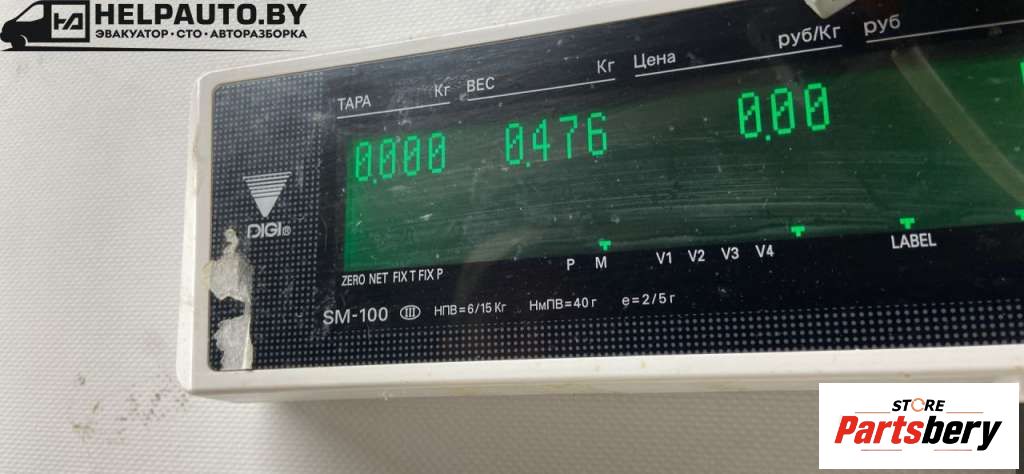 HELPAUTO.BY
ЭВАКУАТОР · СТО · АВТОРАЗБОРКА
ТАРА Кг ВЕС Кг Цена руб/Кг руб
0.000 0.476 0.00
DIGI®
ZERO NET FIX T FIX P P M V1 V2 V3 V4 LABEL
SM-100 III НПВ=6/15 Кг НмПВ=40 г e=2/5 г
STORE
Partsbery